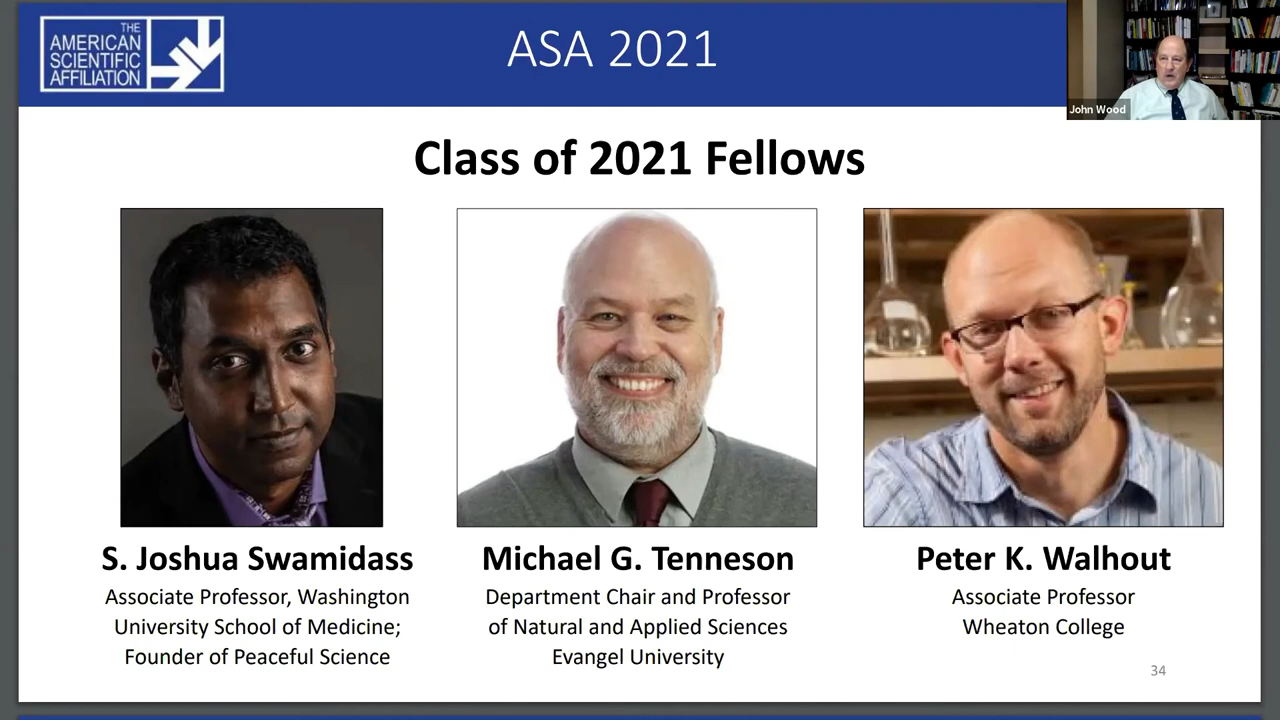 THE
AMERICAN
SCIENTIFIC
AFFILIATION
ASA 2021
John Wood
Class of 2021 Fellows
S. Joshua Swamidass
Associate Professor, Washington
University School of Medicine;
Founder of Peaceful Science
Michael G. Tenneson
Department Chair and Professor
of Natural and Applied Sciences
Evangel University
Peter K. Walhout
Associate Professor
Wheaton College
34